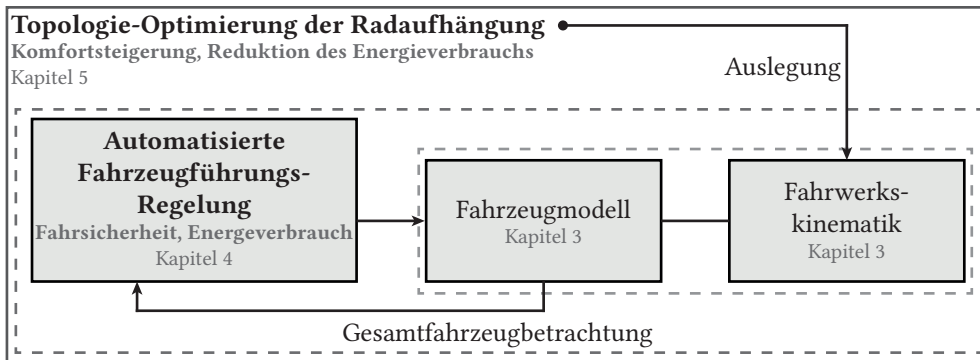 Topologie-Optimierung der Radaufhängung
Komfortsteigerung, Reduktion des Energieverbrauchs
Kapitel 5
Auslegung
Automatisierte
Fahrzeugführungs-
Regelung
Fahrsicherheit, Energeverbrauch
Kapitel 4
Fahrzeugmodell
Kapitel 3
Fahrwerks-
kinematik
Kapitel 3
Gesamtfahrzeugbetrachtung